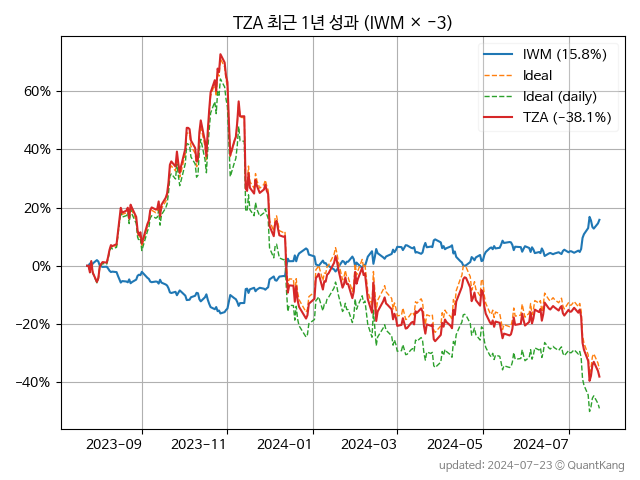 TZA 최근 1년 성과 (IWM × −3)
IWM (15.8%)
Ideal
Ideal (daily)
TZA (−38.1%)
60%
40%
20%
0%
−20%
−40%
2023−09
2023−11
2024−01
2024−03
2024−05
2024−07
updated: 2024−07−23 ⓒ QuantKang